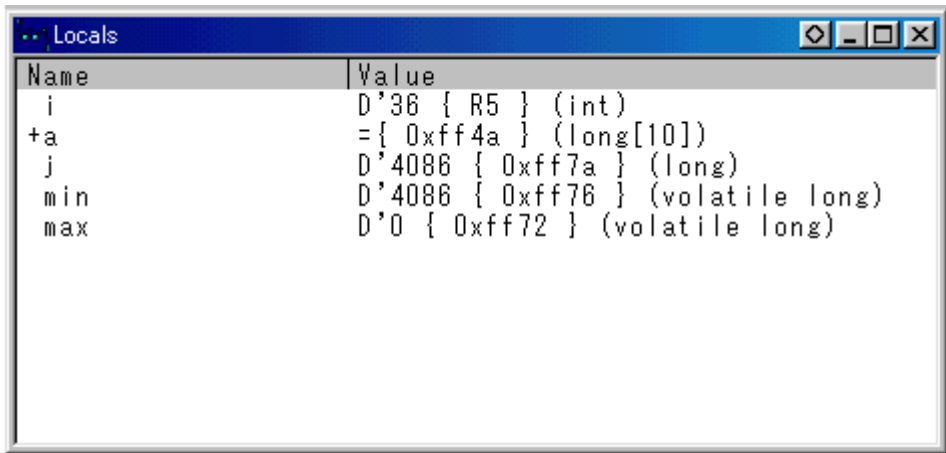 Locals
Name Value
i D'36 { R5 } (int)
+a ={ 0xff4a } (long[10])
j D'4086 { 0xff7a } (long)
min D'4086 { 0xff76 } (volatile long)
max D'0 { 0xff72 } (volatile long)